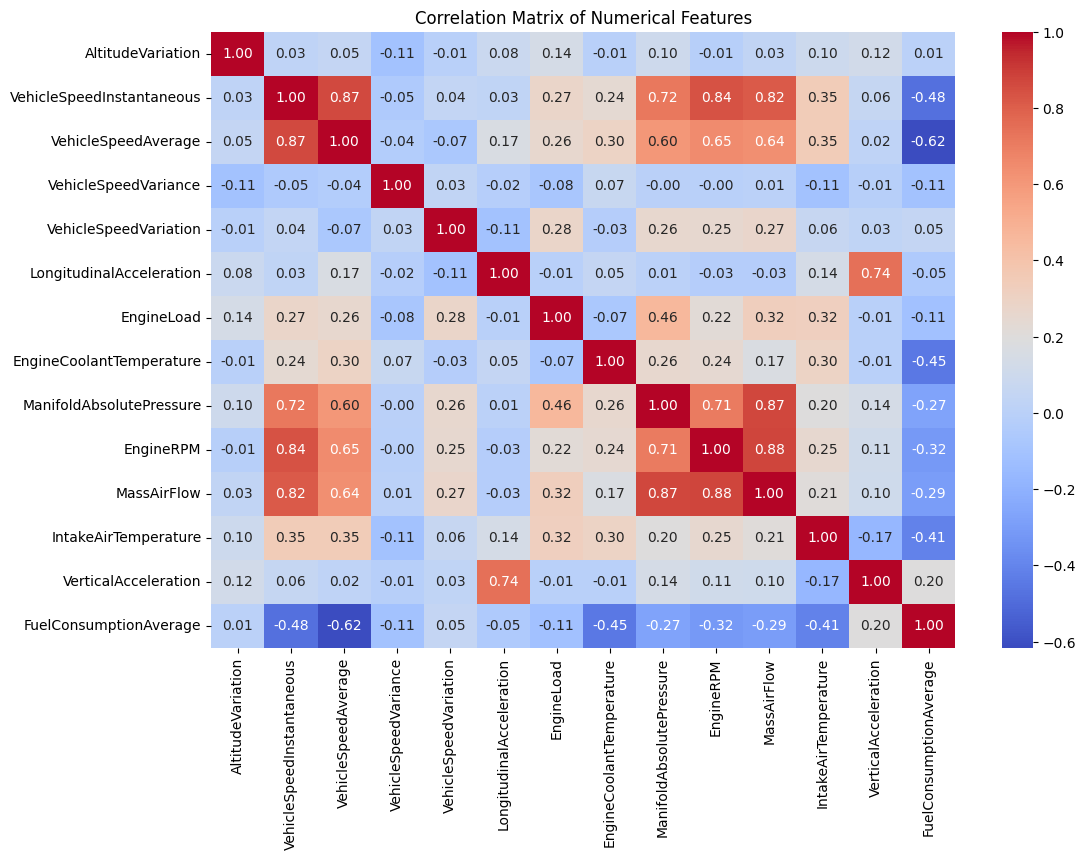 Correlation Matrix of Numerical Features
AltitudeVariation 1.00 0.03 0.05 -0.11 -0.01 0.08 0.14 -0.01 0.10 -0.01 0.03 0.10 0.12 0.01
VehicleSpeedInstantaneous 0.03 1.00 0.87 -0.05 0.04 0.03 0.27 0.24 0.72 0.84 0.82 0.35 0.06 -0.48
VehicleSpeedAverage 0.05 0.87 1.00 -0.04 -0.07 0.17 0.26 0.30 0.60 0.65 0.64 0.35 0.02 -0.62
VehicleSpeedVariance -0.11 -0.05 -0.04 1.00 0.03 -0.02 -0.08 0.07 -0.00 -0.00 0.01 -0.11 -0.01 -0.11
VehicleSpeedVariation -0.01 0.04 -0.07 0.03 1.00 -0.11 0.28 -0.03 0.26 0.25 0.27 0.06 0.03 0.05
LongitudinalAcceleration 0.08 0.03 0.17 -0.02 -0.11 1.00 -0.01 0.05 0.01 -0.03 -0.03 0.14 0.74 -0.05
EngineLoad 0.14 0.27 0.26 -0.08 0.28 -0.01 1.00 -0.07 0.46 0.22 0.32 0.32 -0.01 -0.11
EngineCoolantTemperature -0.01 0.24 0.30 0.07 -0.03 0.05 -0.07 1.00 0.26 0.24 0.17 0.30 -0.01 -0.45
ManifoldAbsolutePressure 0.10 0.72 0.60 -0.00 0.26 0.01 0.46 0.26 1.00 0.71 0.87 0.20 0.14 -0.27
EngineRPM -0.01 0.84 0.65 -0.00 0.25 -0.03 0.22 0.24 0.71 1.00 0.88 0.25 0.11 -0.32
MassAirFlow 0.03 0.82 0.64 0.01 0.27 -0.03 0.32 0.17 0.87 0.88 1.00 0.21 0.10 -0.29
IntakeAirTemperature 0.10 0.35 0.35 -0.11 0.06 0.14 0.32 0.30 0.20 0.25 0.21 1.00 -0.17 -0.41
VerticalAcceleration 0.12 0.06 0.02 -0.01 0.03 0.74 -0.01 -0.01 0.14 0.11 0.10 -0.17 1.00 0.20
FuelConsumptionAverage 0.01 -0.48 -0.62 -0.11 0.05 -0.05 -0.11 -0.45 -0.27 -0.32 -0.29 -0.41 0.20 1.00
AltitudeVariation
VehicleSpeedInstantaneous
VehicleSpeedAverage
VehicleSpeedVariance
VehicleSpeedVariation
LongitudinalAcceleration
EngineLoad
EngineCoolantTemperature
ManifoldAbsolutePressure
EngineRPM
MassAirFlow
IntakeAirTemperature
VerticalAcceleration
FuelConsumptionAverage
1.0
0.8
0.6
0.4
0.2
0.0
−0.2
−0.4
−0.6